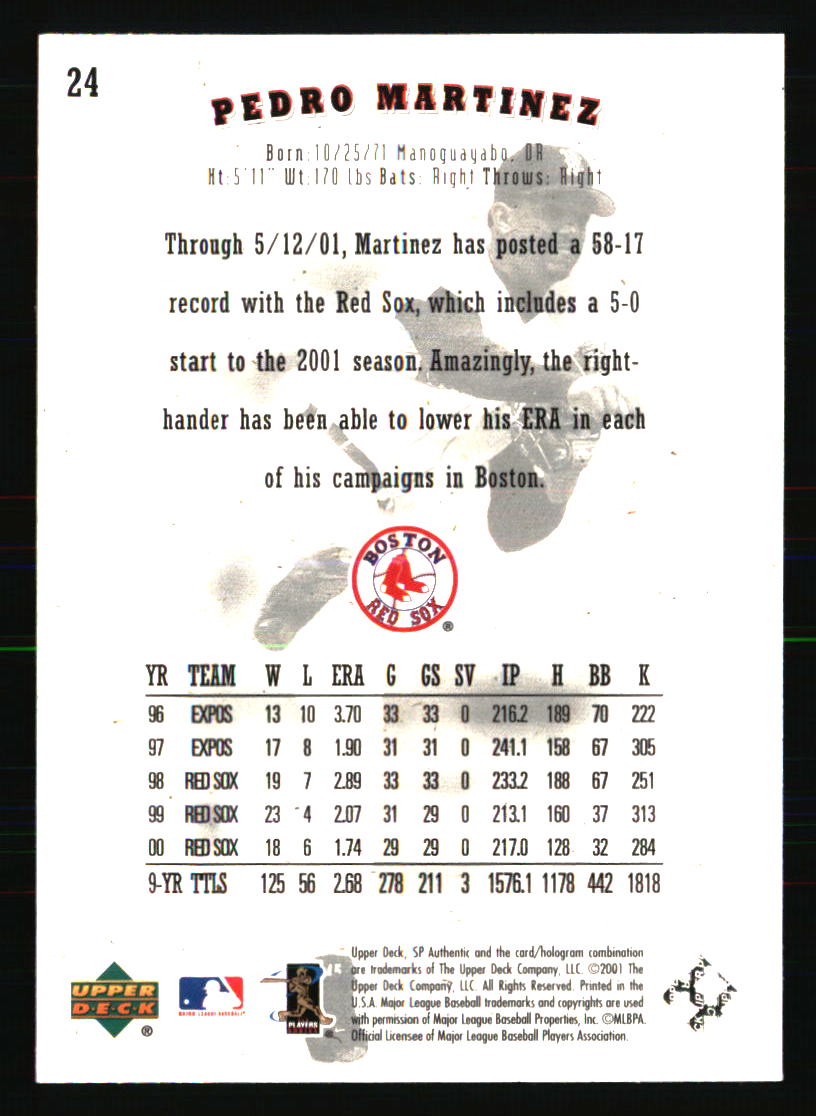 24
PEDRO MARTINEZ
Born:10/25/71 Manoguayabo, DR
Ht:5'11" Wt:170 lbs Bats: Right Throws: Right
Through 5/12/01, Martinez has posted a 58-17
record with the Red Sox, which includes a 5-0
start to the 2001 season. Amazingly, the right-
hander has been able to lower his ERA in each
of his campaigns in Boston.
BOSTON
RED SOX
®
YR TEAM W L ERA G GS SV IP H BB K
96 EXPOS 13 10 3.70 33 33 0 216.2 189 70 222
97 EXPOS 17 8 1.90 31 31 0 241.1 158 67 305
98 RED SOX 19 7 2.89 33 33 0 233.2 188 67 251
99 RED SOX 23 4 2.07 31 29 0 213.1 160 37 313
00 RED SOX 18 6 1.74 29 29 0 217.0 128 32 284
9-YR TTLS 125 56 2.68 278 211 3 1576.1 1178 442 1818
UPPER
DECK
®
MAJOR LEAGUE BASEBALL
PLAYERS
Upper Deck, SP Authentic and the card/hologram combination
are trademarks of The Upper Deck Company, LLC. ©2001 The
Upper Deck Company, LLC. All Rights Reserved. Printed in the
U.S.A. Major League Baseball trademarks and copyrights are used
with permission of Major League Baseball Properties, Inc. ©MLBPA.
Official Licensee of Major League Baseball Players Association.